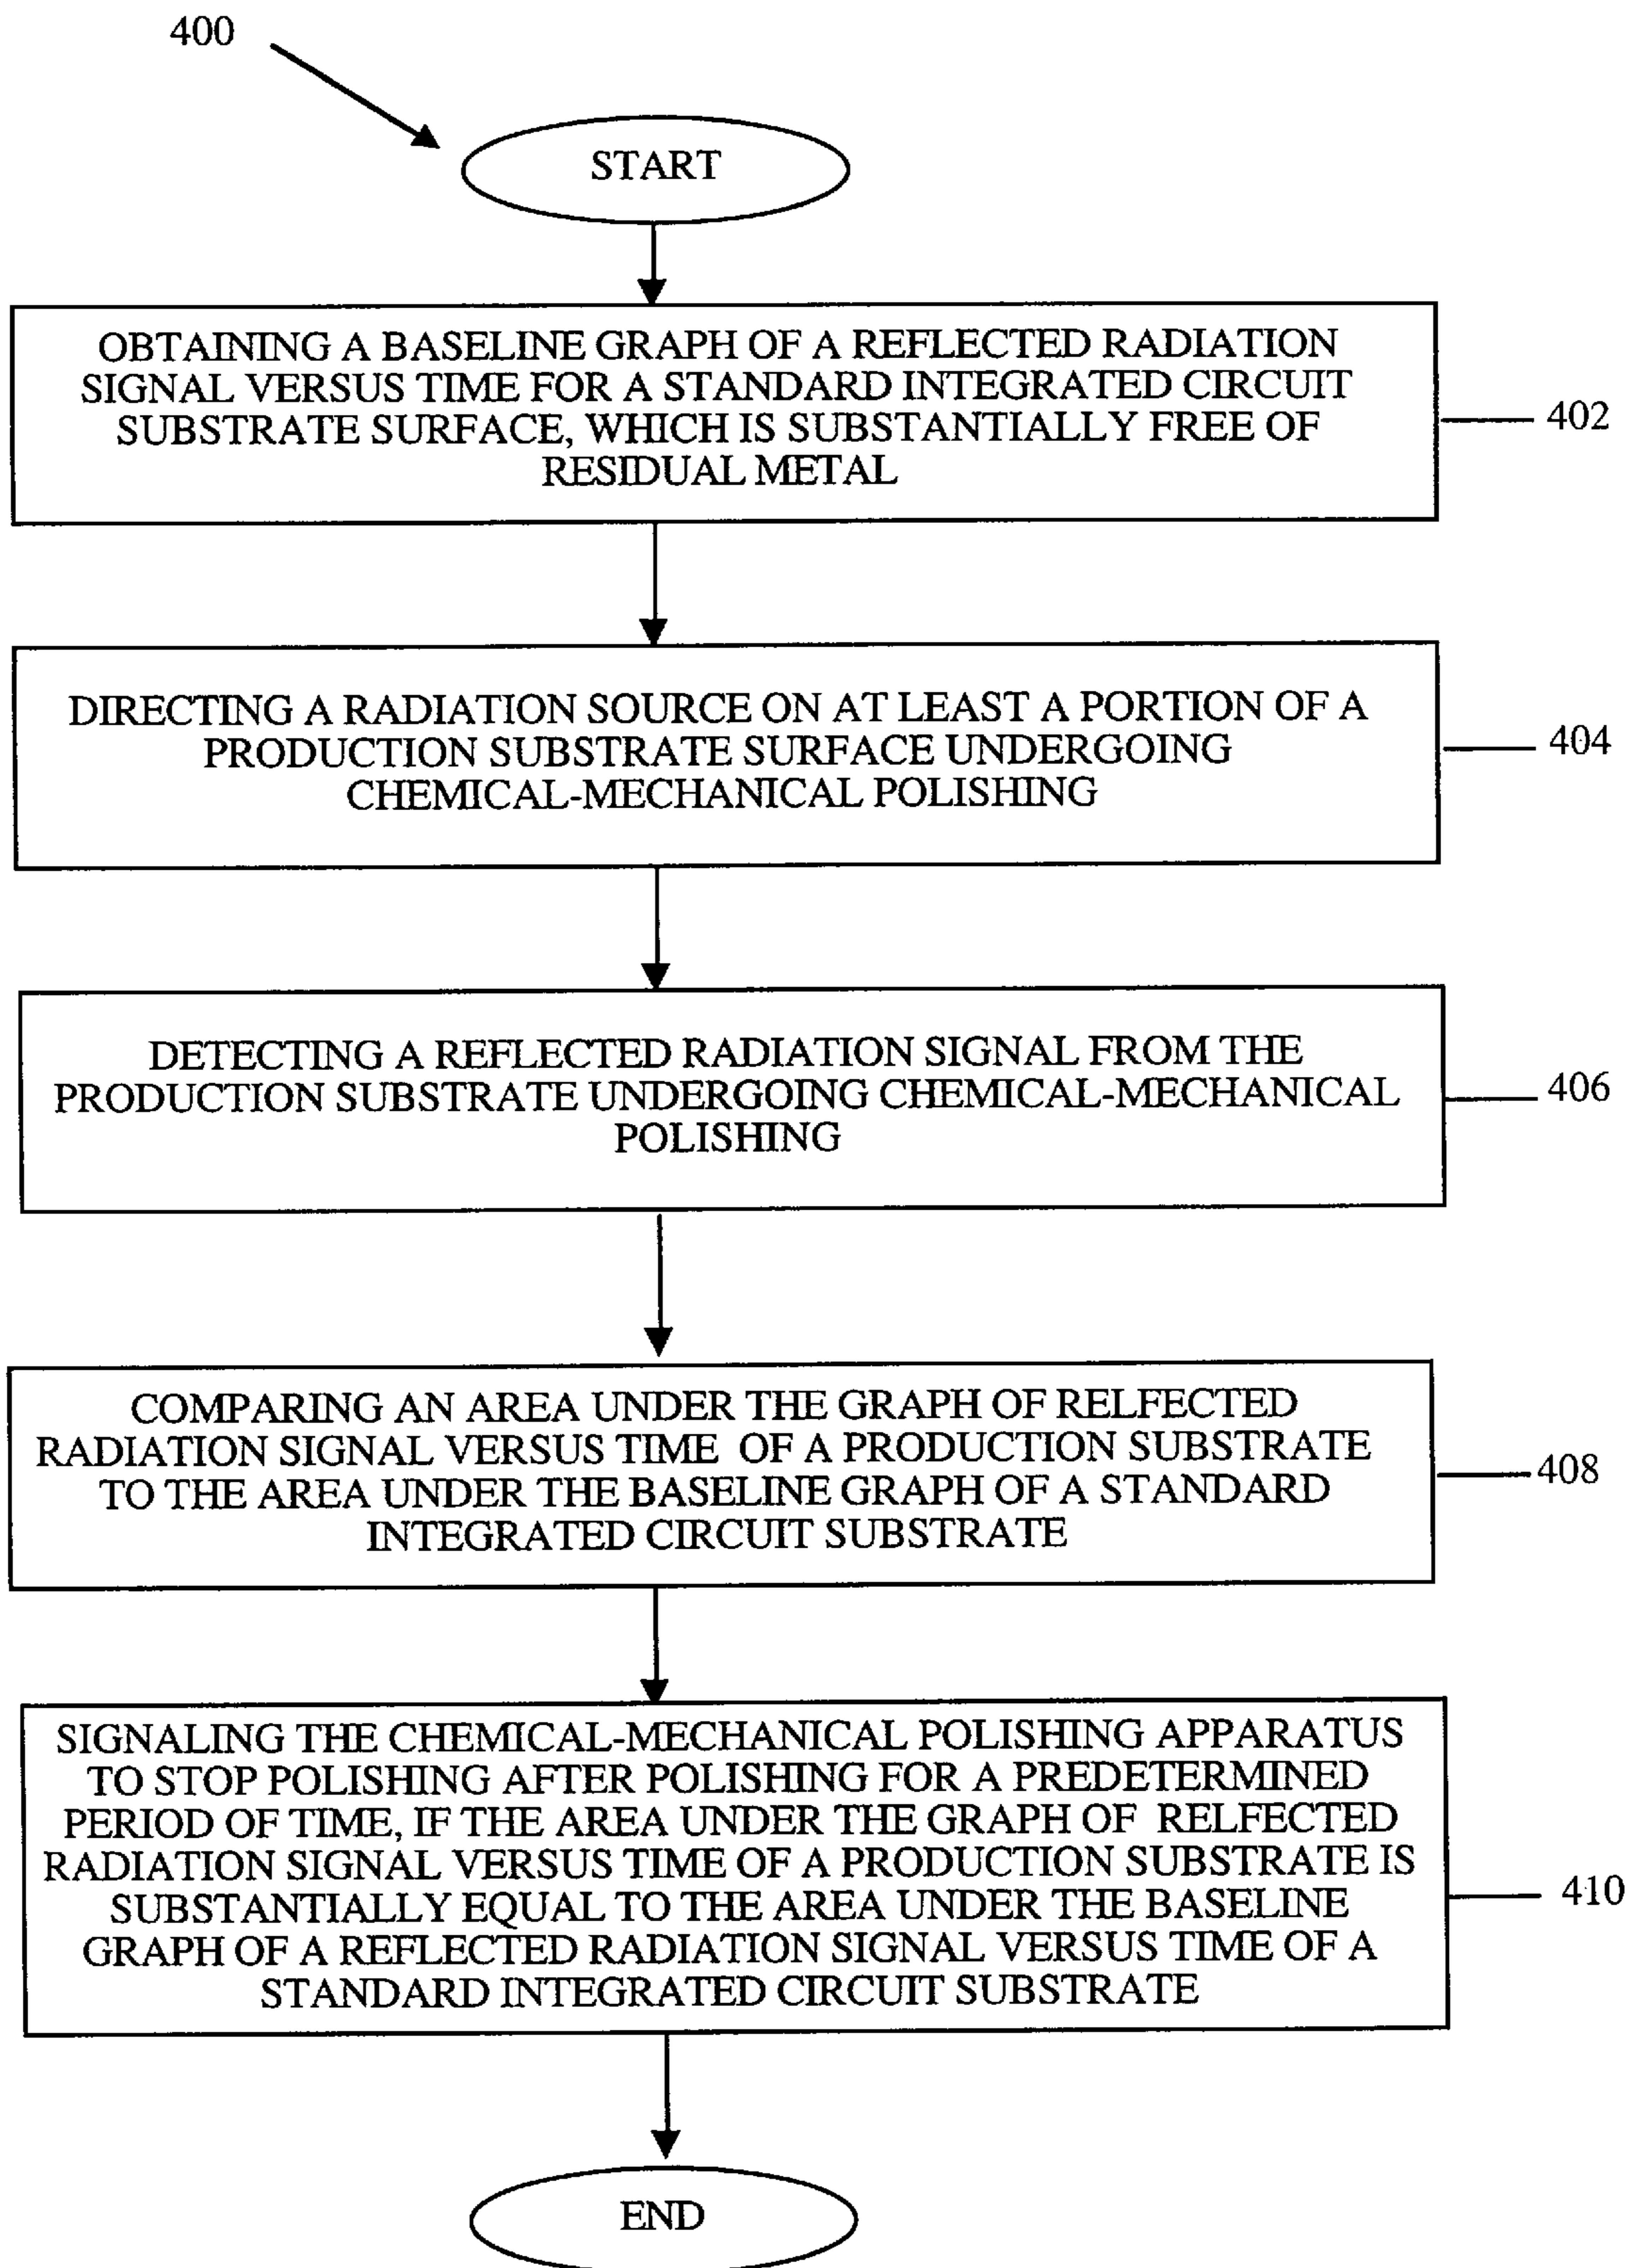 400
START
OBTAINING A BASELINE GRAPH OF A REFLECTED RADIATION
SIGNAL VERSUS TIME FOR A STANDARD INTEGRATED CIRCUIT
SUBSTRATE SURFACE, WHICH IS SUBSTANTIALLY FREE OF
RESIDUAL METAL
402
DIRECTING A RADIATION SOURCE ON AT LEAST A PORTION OF A
PRODUCTION SUBSTRATE SURFACE UNDERGOING
CHEMICAL-MECHANICAL POLISHING
404
DETECTING A REFLECTED RADIATION SIGNAL FROM THE
PRODUCTION SUBSTRATE UNDERGOING CHEMICAL-MECHANICAL
POLISHING
406
COMPARING AN AREA UNDER THE GRAPH OF RELFECTED
RADIATION SIGNAL VERSUS TIME OF A PRODUCTION SUBSTRATE
TO THE AREA UNDER THE BASELINE GRAPH OF A STANDARD
INTEGRATED CIRCUIT SUBSTRATE
408
SIGNALING THE CHEMICAL-MECHANICAL POLISHING APPARATUS
TO STOP POLISHING AFTER POLISHING FOR A PREDETERMINED
PERIOD OF TIME, IF THE AREA UNDER THE GRAPH OF RELFECTED
RADIATION SIGNAL VERSUS TIME OF A PRODUCTION SUBSTRATE IS
SUBSTANTIALLY EQUAL TO THE AREA UNDER THE BASELINE
GRAPH OF A REFLECTED RADIATION SIGNAL VERSUS TIME OF A
STANDARD INTEGRATED CIRCUIT SUBSTRATE
410
END